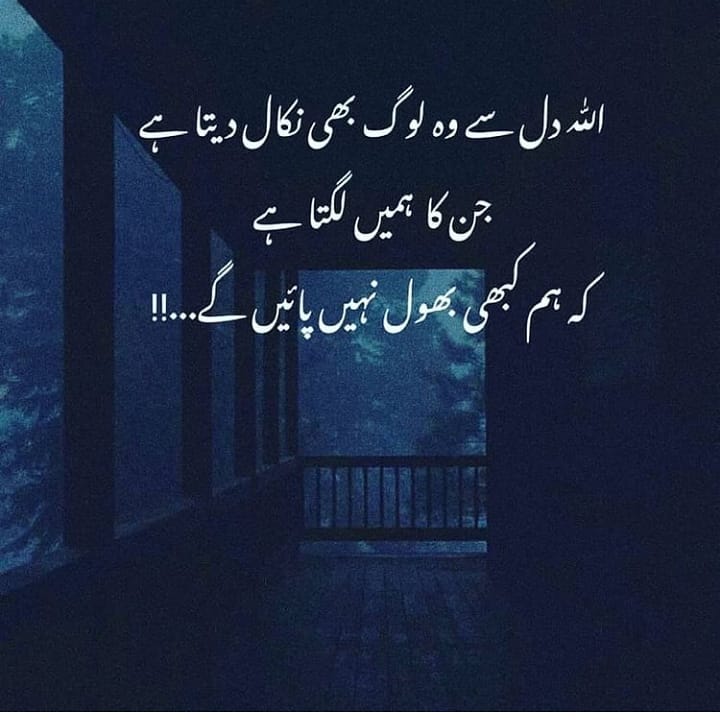 اللہ دل سے وہ لوگ بھی نکال دیتا ہے
جن کا ہمیں لگتا ہے
کہ ہم کبھی بھول نہیں پائیں گے...!!